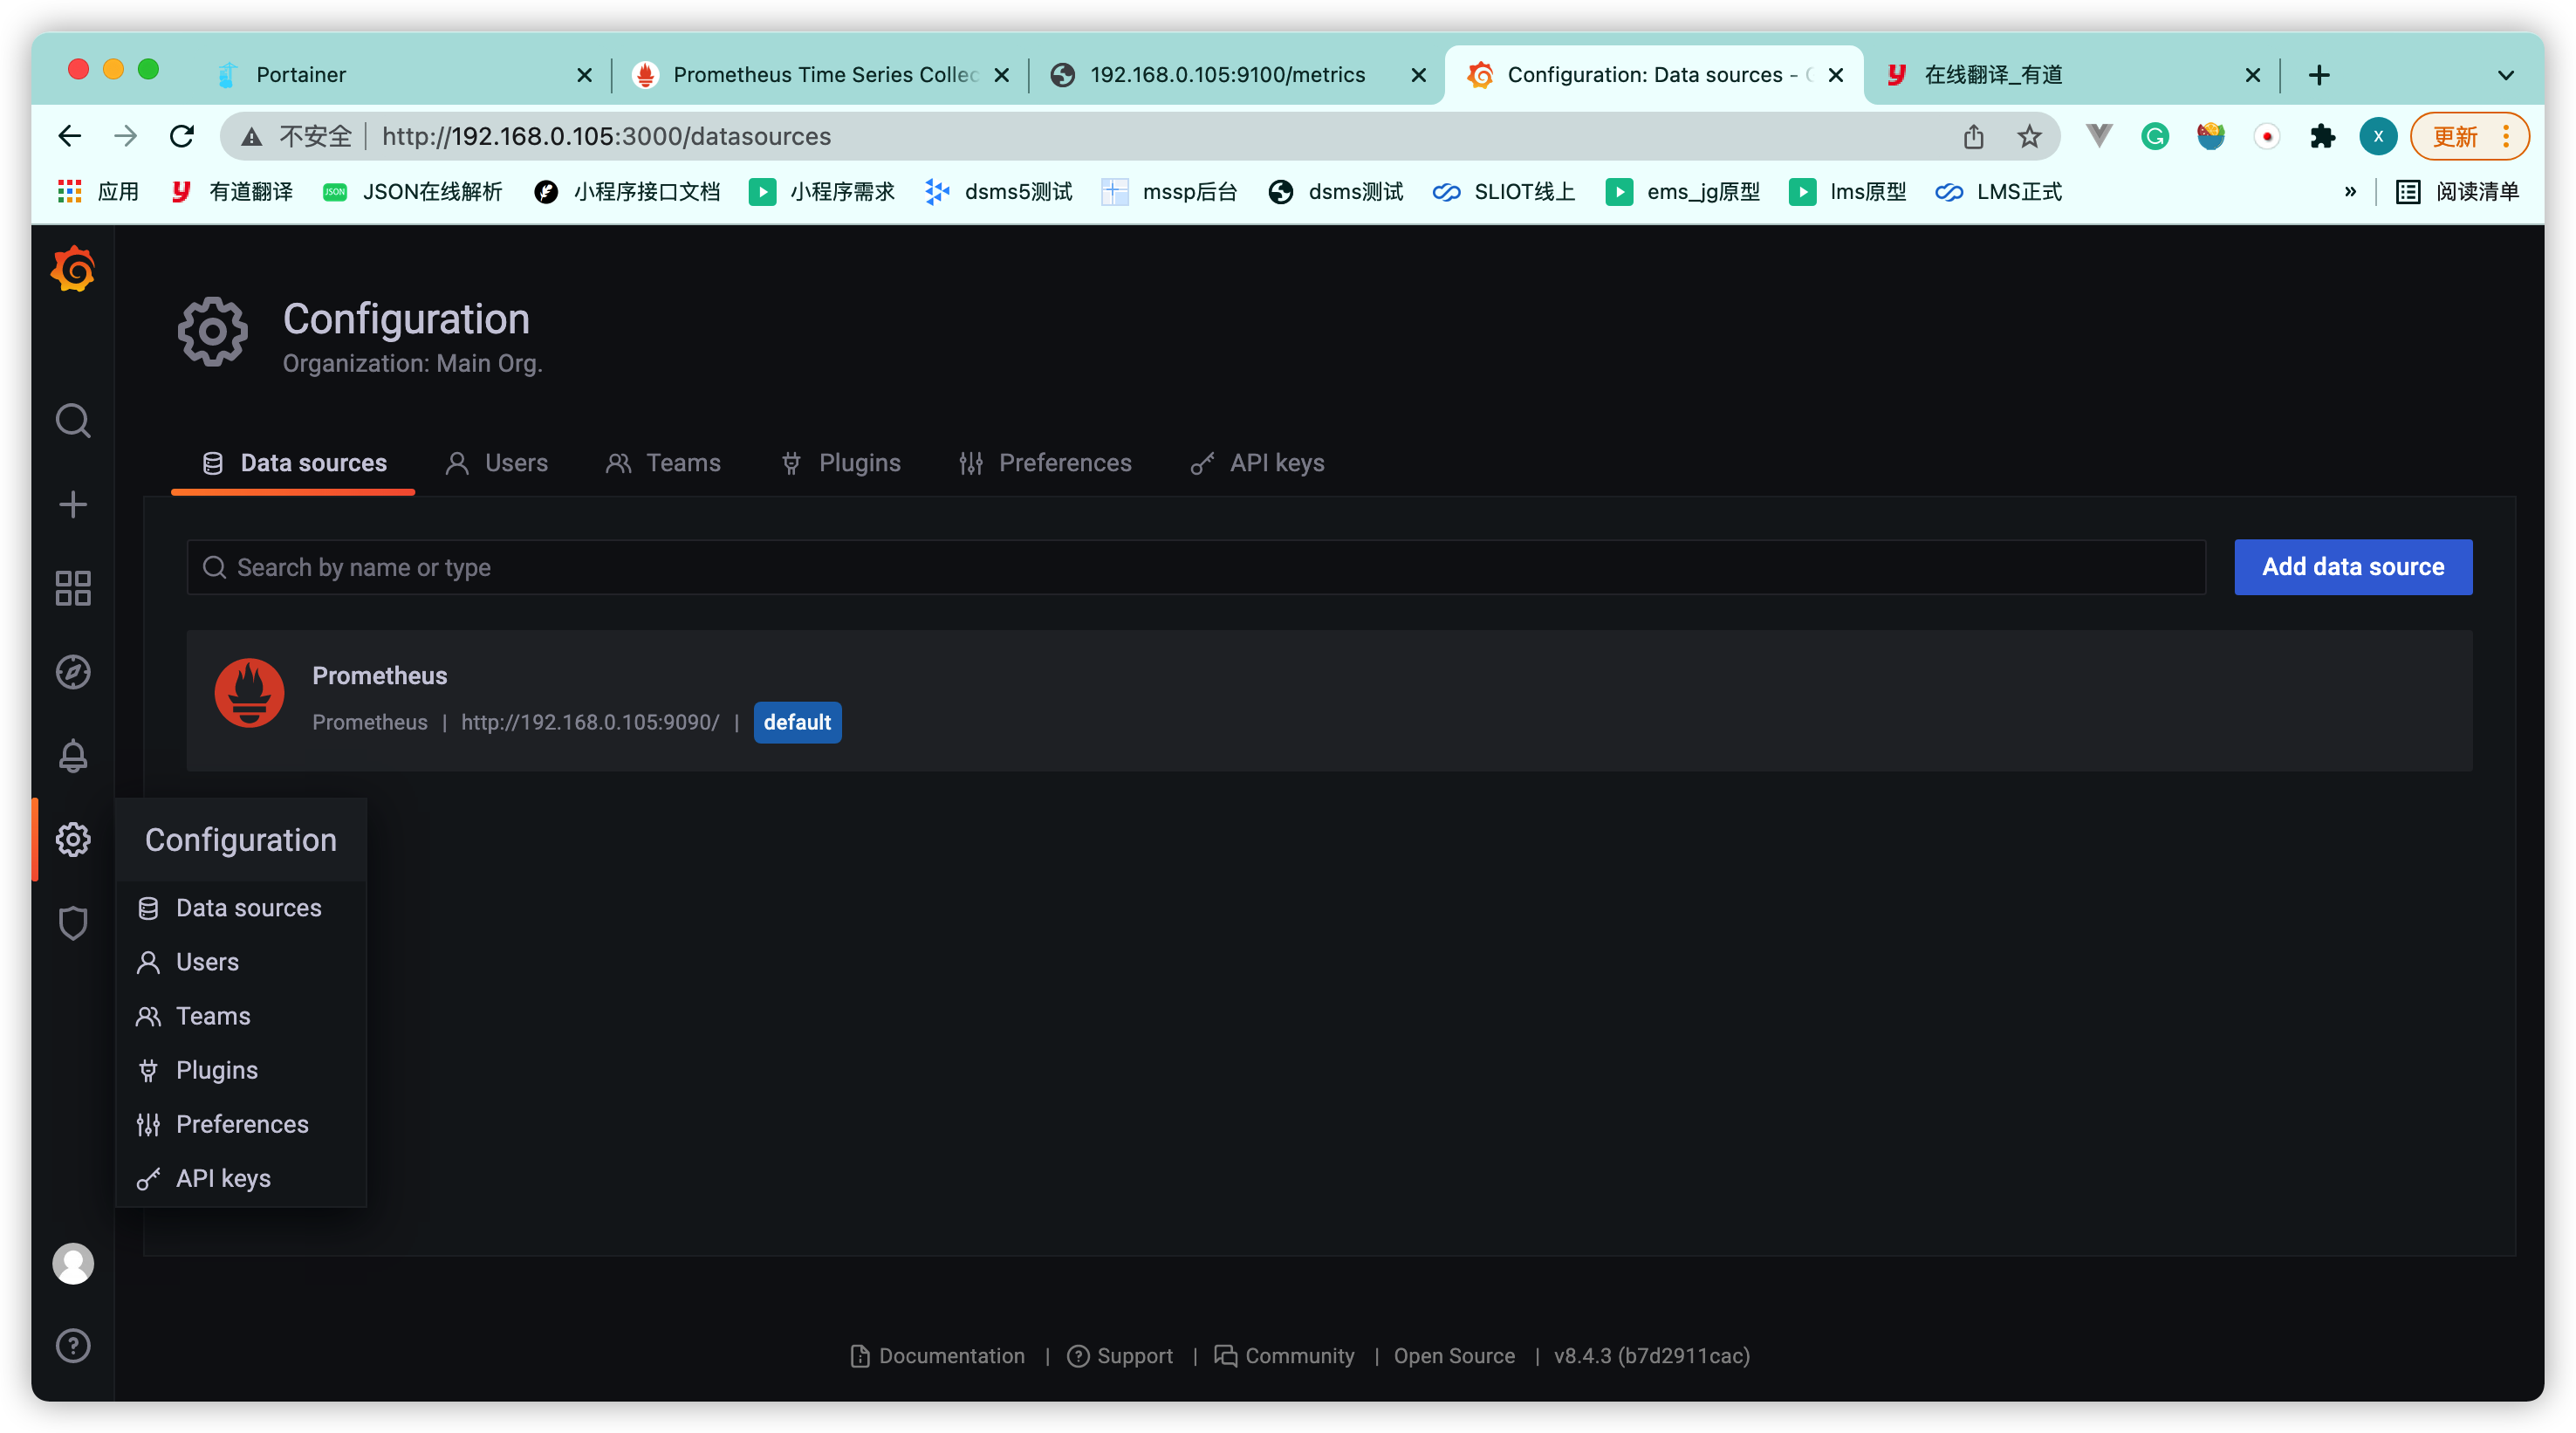 Portainer
Prometheus Time Series Collec
192.168.0.105:9100/metrics
Configuration: Data sources -
在线翻译_有道
不安全
http://192.168.0.105:3000/datasources
X
更新
应用
有道翻译
JSON
JSON在线解析
小程序接口文档
小程序需求
dsms5测试
mssp后台
dsms测试
SLIOT线上
ems_jg原型
lms原型
LMS正式
»
阅读清单
Configuration
Organization: Main Org.
Data sources
Users
Teams
Plugins
Preferences
API keys
Search by name or type
Add data source
Prometheus
Prometheus | http://192.168.0.105:9090/ | default
Configuration
Data sources
Users
Teams
Plugins
Preferences
API keys
Documentation | Support | Community | Open Source | v8.4.3 (b7d2911cac)